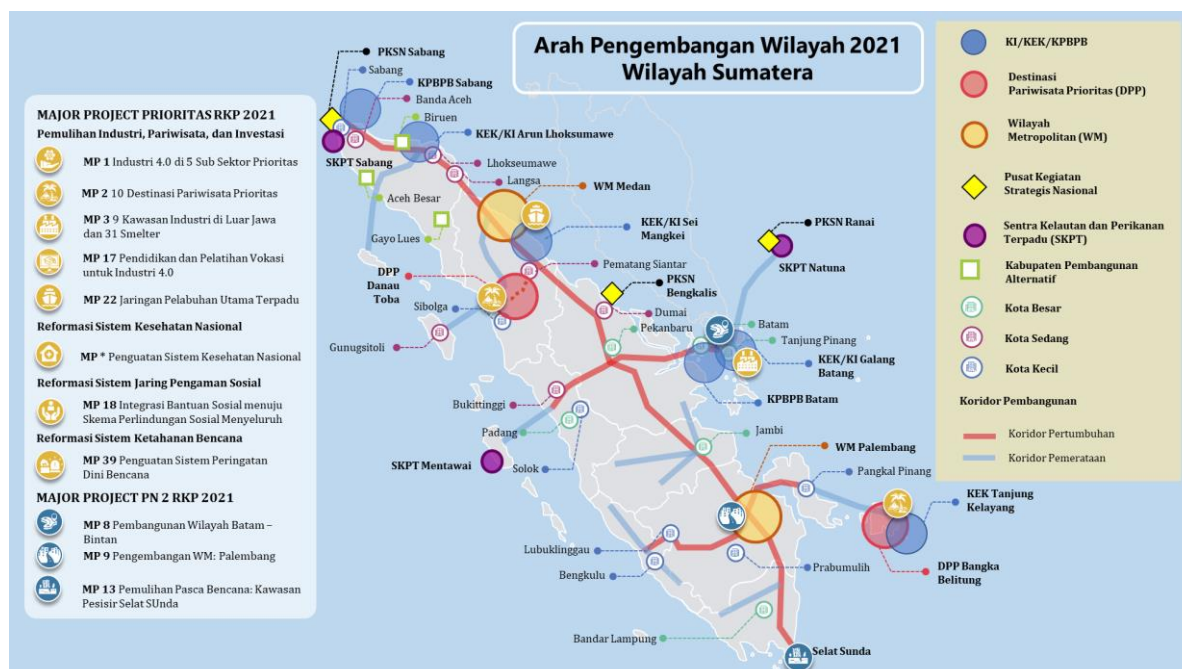 Arah Pengembangan Wilayah 2021
Wilayah Sumatera
MAJOR PROJECT PRIORITAS RKP 2021
Pemulihan Industri, Pariwisata, dan Investasi
MP 1 Industri 4.0 di 5 Sub Sektor Prioritas
MP 2 10 Destinasi Pariwisata Prioritas
MP 3 9 Kawasan Industri di Luar Jawa
dan 31 Smelter
MP 17 Pendidikan dan Pelatihan Vokasi
untuk Industri 4.0
MP 22 Jaringan Pelabuhan Utama Terpadu
Reformasi Sistem Kesehatan Nasional
MP * Penguatan Sistem Kesehatan Nasional
Reformasi Sistem Jaring Pengaman Sosial
MP 18 Integrasi Bantuan Sosial menuju
Skema Perlindungan Sosial Menyeluruh
Reformasi Sistem Ketahanan Bencana
MP 39 Penguatan Sistem Peringatan
Dini Bencana
MAJOR PROJECT PN 2 RKP 2021
MP 8 Pembangunan Wilayah Batam –
Bintan
MP 9 Pengembangan WM: Palembang
MP 13 Pemulihan Pasca Bencana: Kawasan
Pesisir Selat SUnda
PKSN Sabang
Sabang
KPBPB Sabang
Banda Aceh
Biruen
KEK/KI Arun Lhoksumawe
SKPT Sabang
Lhokseumawe
Langsa
Aceh Besar
WM Medan
Gayo Lues
KEK/KI Sei
Mangkei
PKSN Ranai
SKPT Natuna
DPP
Danau
Toba
Pematang Siantar
PKSN
Bengkalis
Sibolga
Dumai
Gunugsitoli
Pekanbaru
Batam
Tanjung Pinang
KEK/KI Galang
Batang
KPBPB Batam
Bukittinggi
Padang
Jambi
SKPT Mentawai
Solok
WM Palembang
Pangkal Pinang
KEK Tanjung
Kelayang
Lubuklinggau
Bengkulu
Prabumulih
DPP Bangka
Belitung
Bandar Lampung
Selat Sunda
KI/KEK/KPBPB
Destinasi
Pariwisata Prioritas (DPP)
Wilayah
Metropolitan (WM)
Pusat Kegiatan
Strategis Nasional
Sentra Kelautan dan Perikanan
Terpadu (SKPT)
Kabupaten Pembangunan
Alternatif
Kota Besar
Kota Sedang
Kota Kecil
Koridor Pembangunan
Koridor Pertumbuhan
Koridor Pemerataan